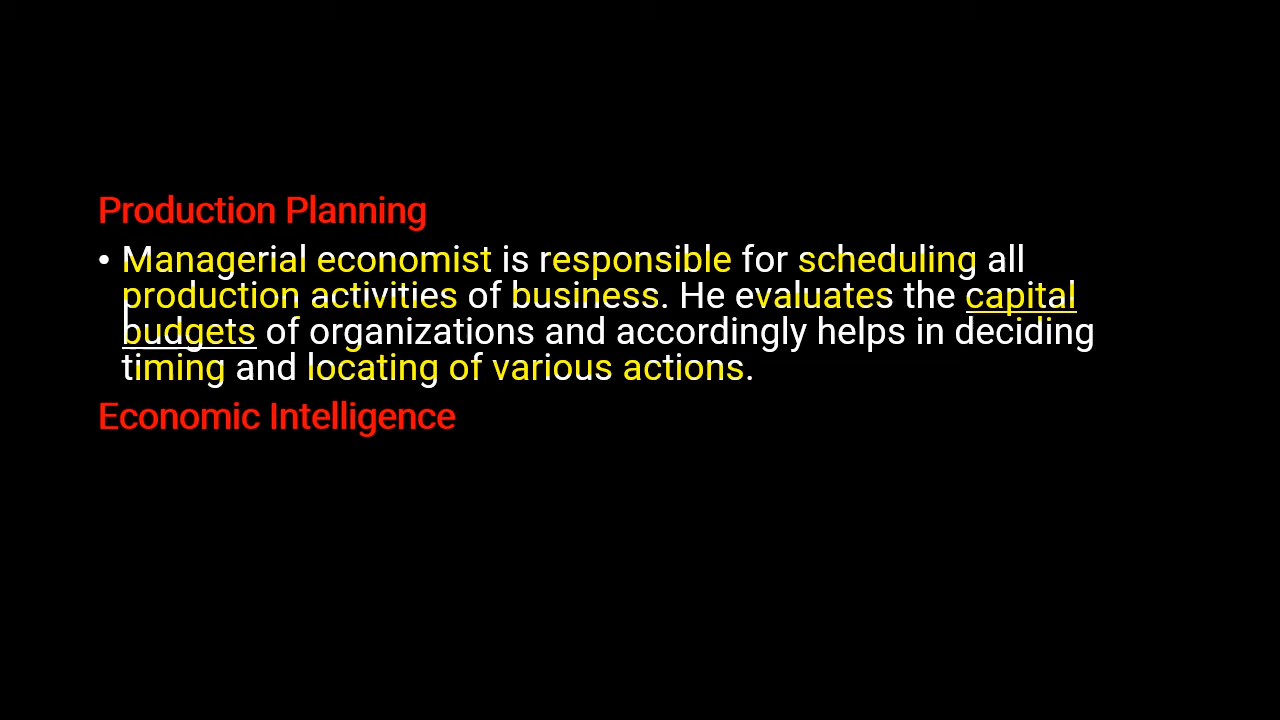 Production Planning
• Managerial economist is responsible for scheduling all
production activities of business. He evaluates the capital
budgets of organizations and accordingly helps in deciding
timing and locating of various actions.
Economic Intelligence